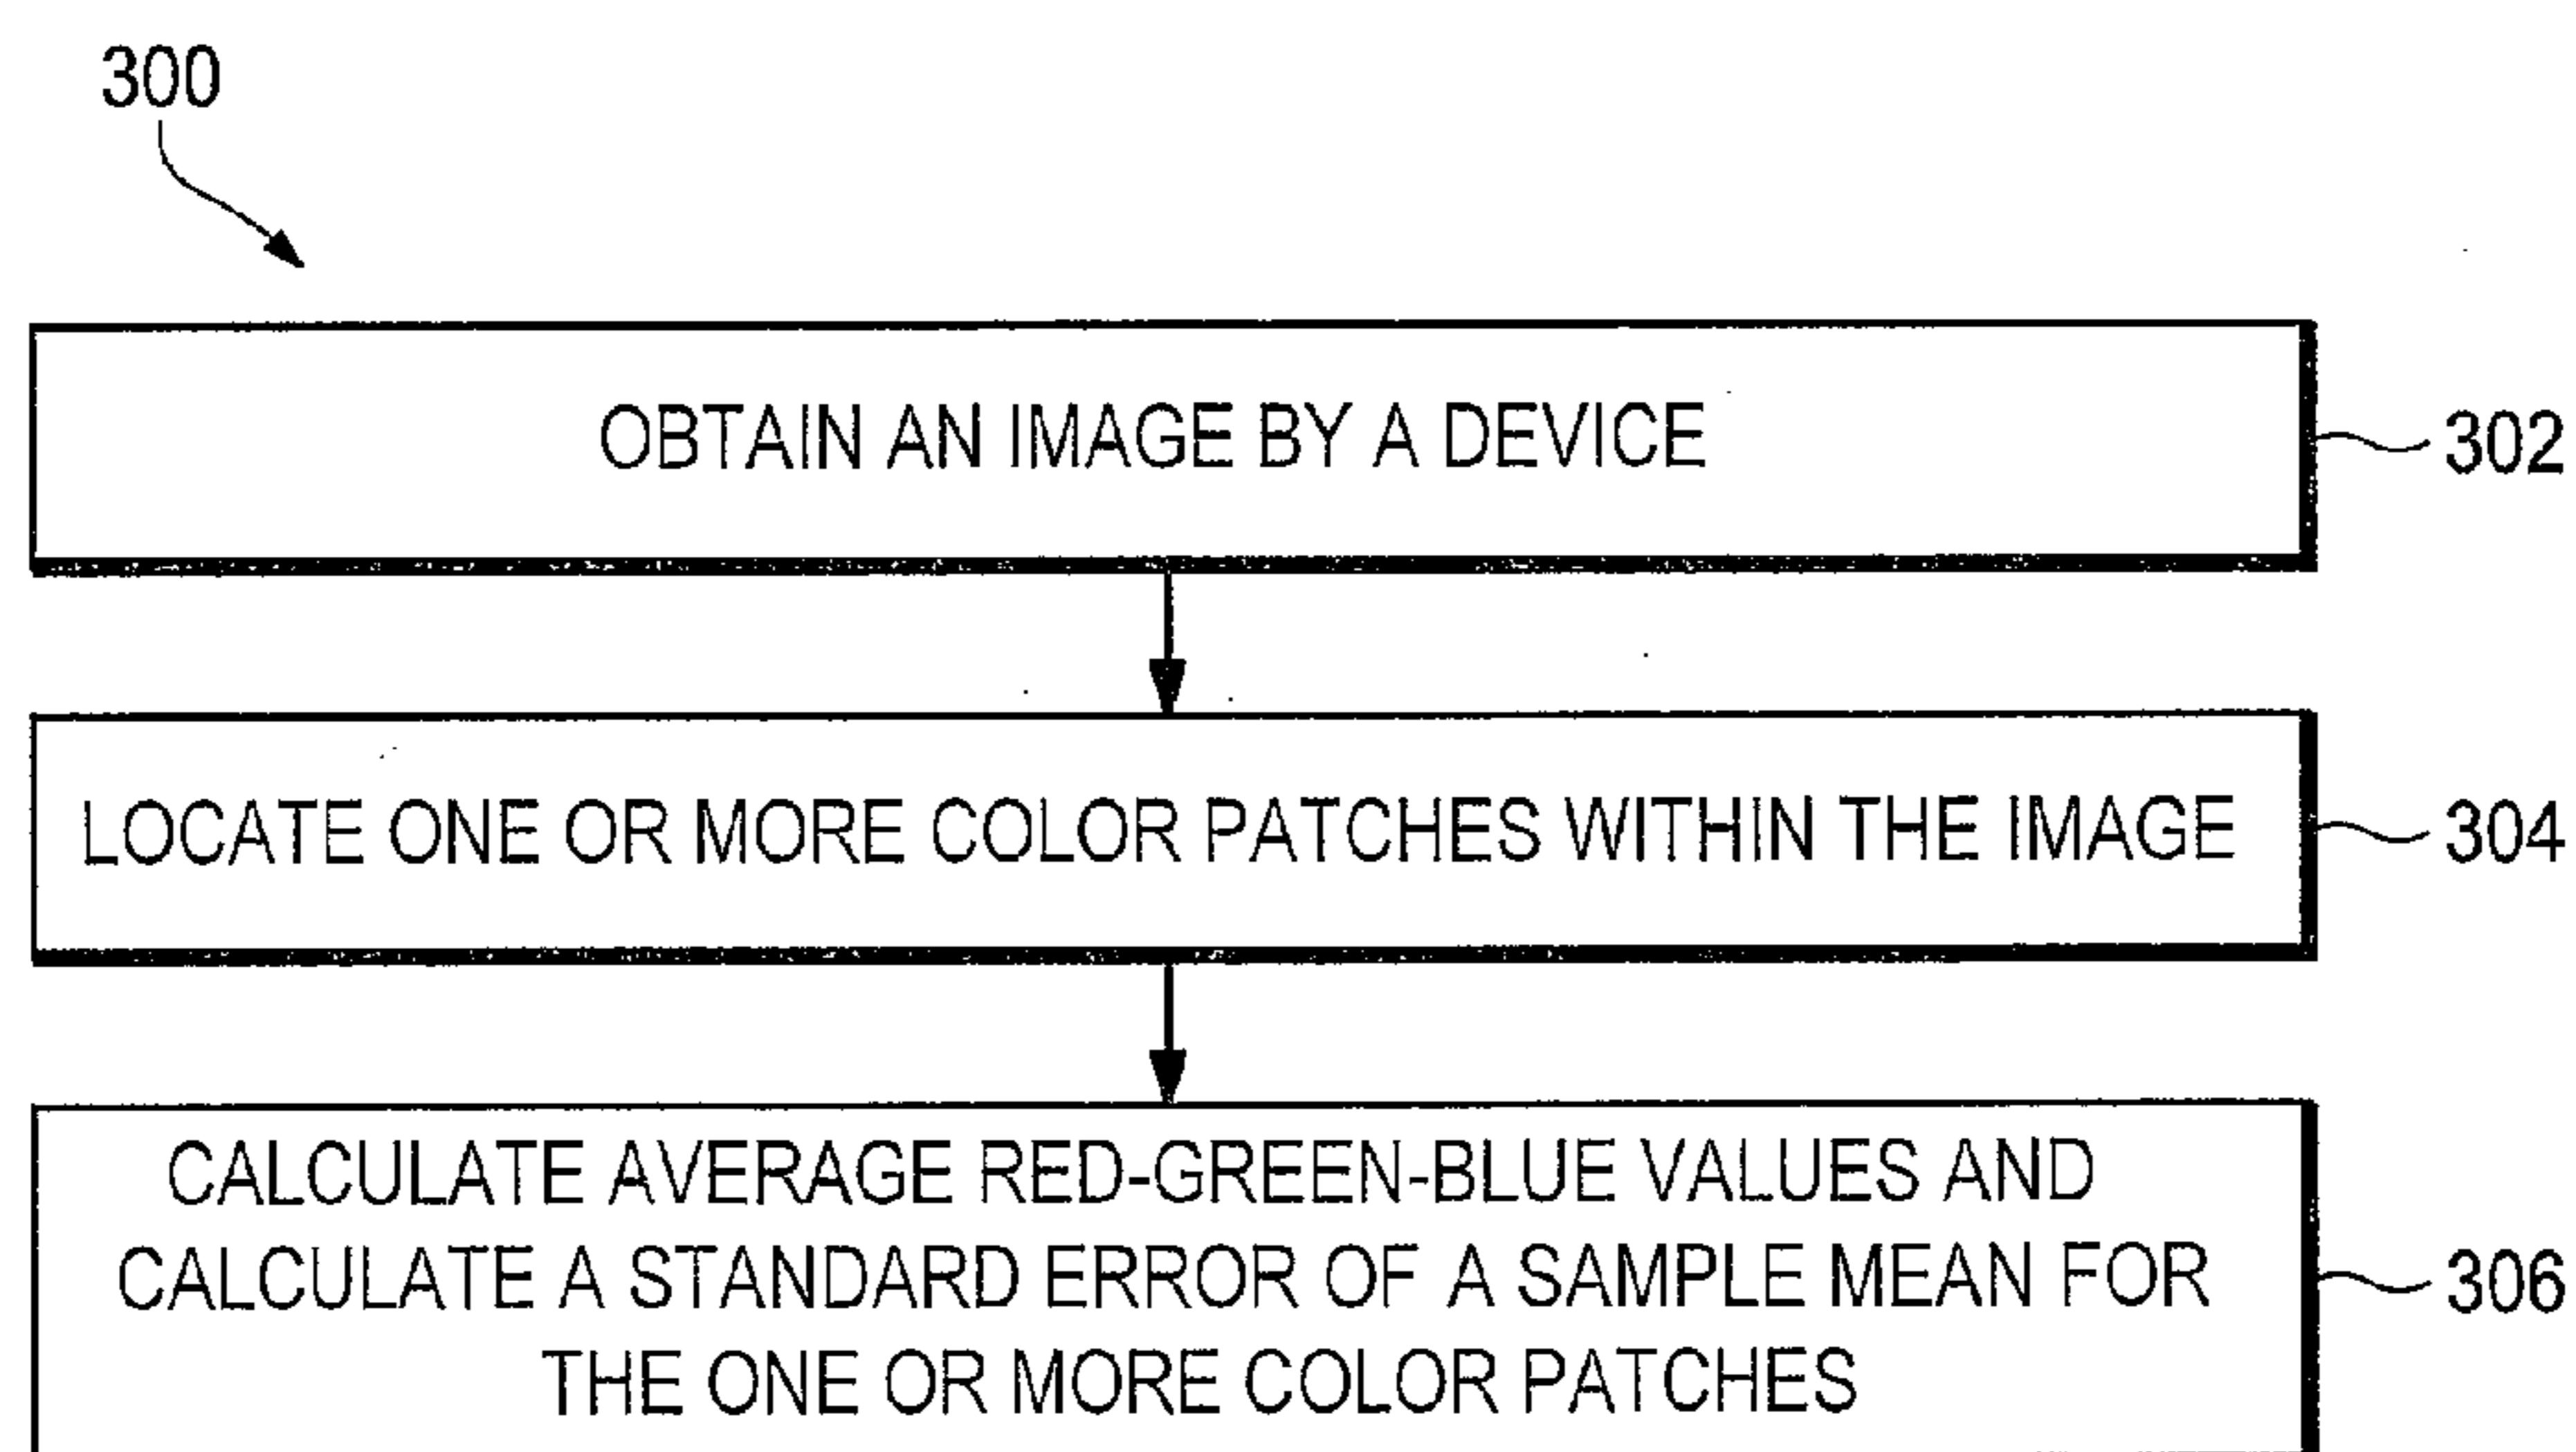 300
OBTAIN AN IMAGE BY A DEVICE
302
LOCATE ONE OR MORE COLOR PATCHES WITHIN THE IMAGE
304
CALCULATE AVERAGE RED-GREEN-BLUE VALUES AND
CALCULATE A STANDARD ERROR OF A SAMPLE MEAN FOR
THE ONE OR MORE COLOR PATCHES
306